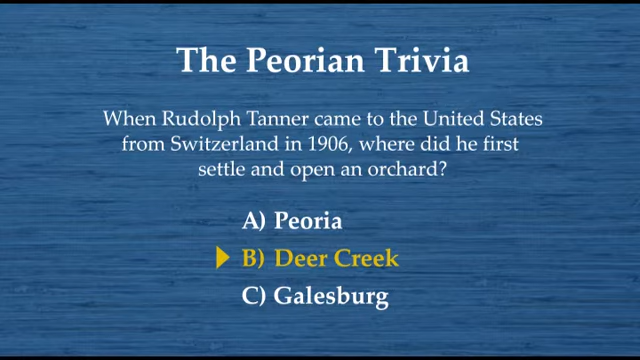 The Peorian Trivia
When Rudolph Tanner came to the United States
from Switzerland in 1906, where did he first
settle and open an orchard?
A) Peoria
B) Deer Creek
C) Galesburg